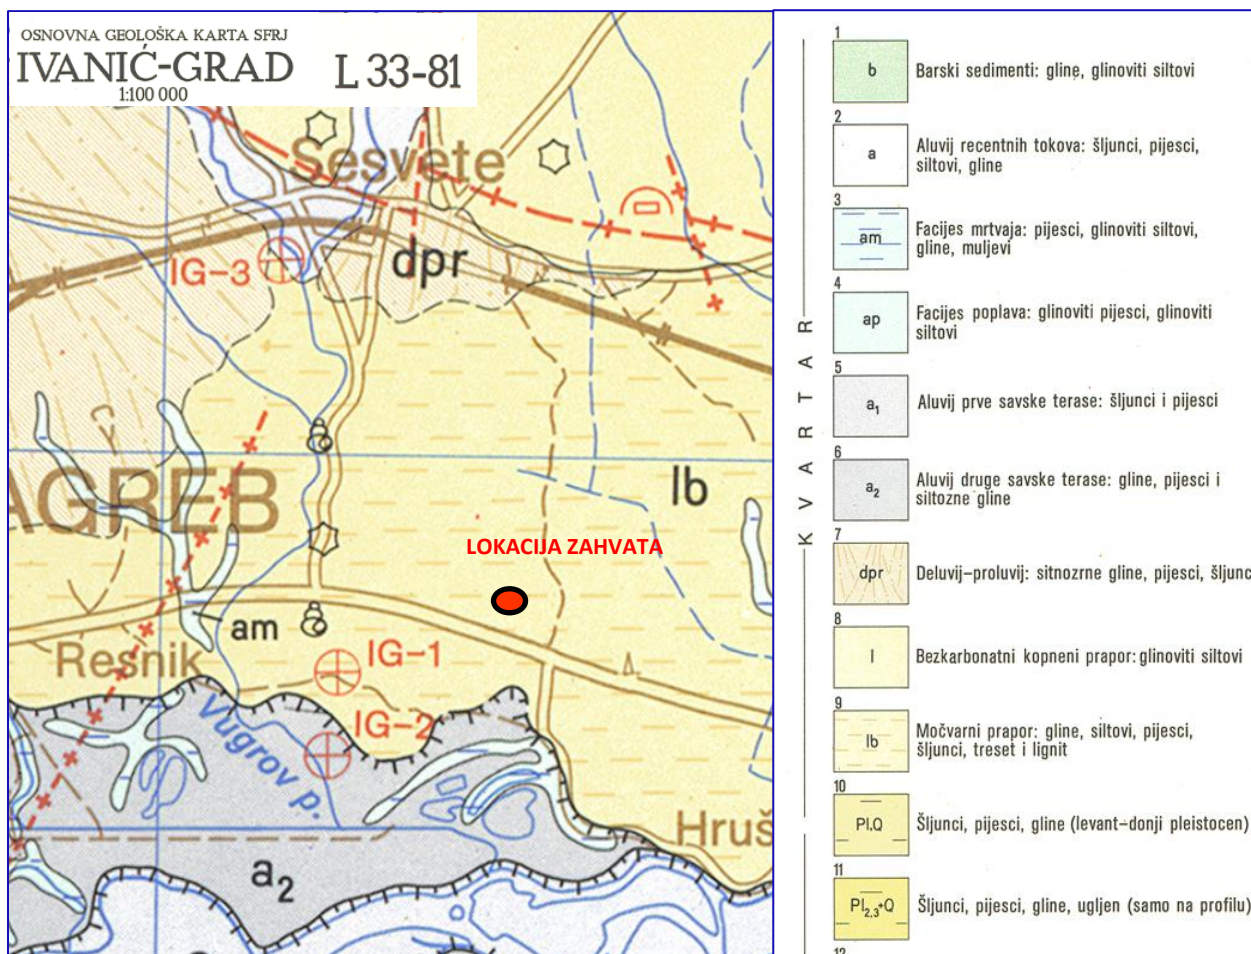 OSNOVNA GEOLOŠKA KARTA SFRJ
IVANIĆ-GRAD L 33-81
1:100 000
Sesvete
IG-3
dpr
AGREB
lb
LOKACIJA ZAHVATA
am
Resnik
IG-1
IG-2
Vugrov p.
Hruš
a2
KVARTAR
1
b
Barski sedimenti: gline, glinoviti siltovi
2
a
Aluvij recentnih tokova: šljunci, pijesci,
siltovi, gline
3
am
Facijes mrtvaja: pijesci, glinoviti siltovi,
gline, muljevi
4
ap
Facijes poplava: glinoviti pijesci, glinoviti
siltovi
5
a1
Aluvij prve savske terase: šljunci i pijesci
6
a2
Aluvij druge savske terase: gline, pijesci i
siltozne gline
7
dpr
Deluvij-proluvij: sitnozrne gline, pijesci, šljunc
8
l
Bezkarbonatni kopneni prapor: glinoviti siltovi
9
lb
Močvarni prapor: gline, siltovi, pijesci,
šljunci, treset i lignit
10
Pl,Q
Šljunci, pijesci, gline (levant-donji pleistocen)
11
Pl2,3+Q
Šljunci, pijesci, gline, ugljen (samo na profilu)
12